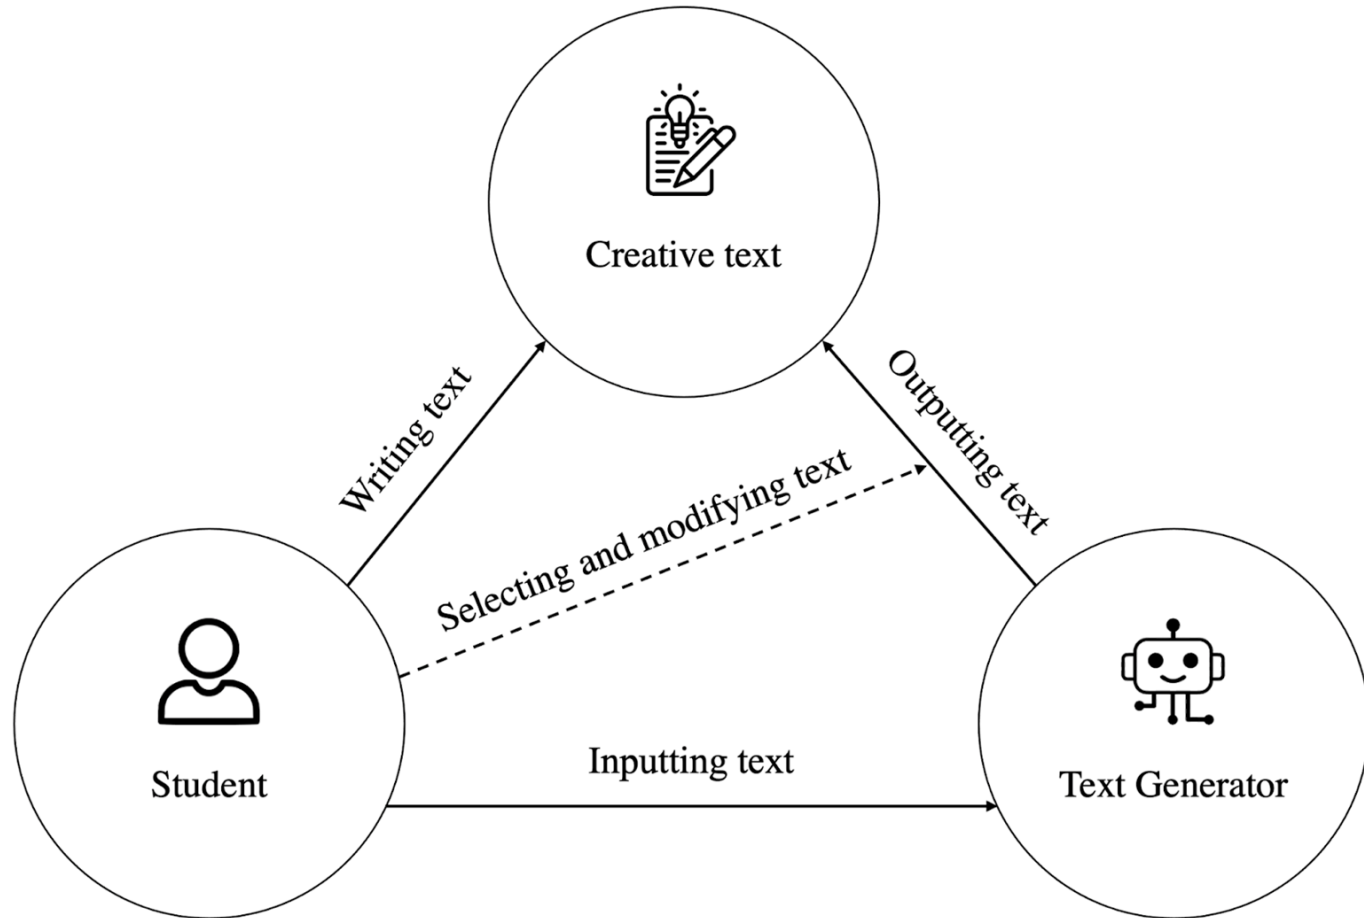 Creative text
Writing text
Outputting text
Selecting and modifying text
Student
Inputting text
Text Generator